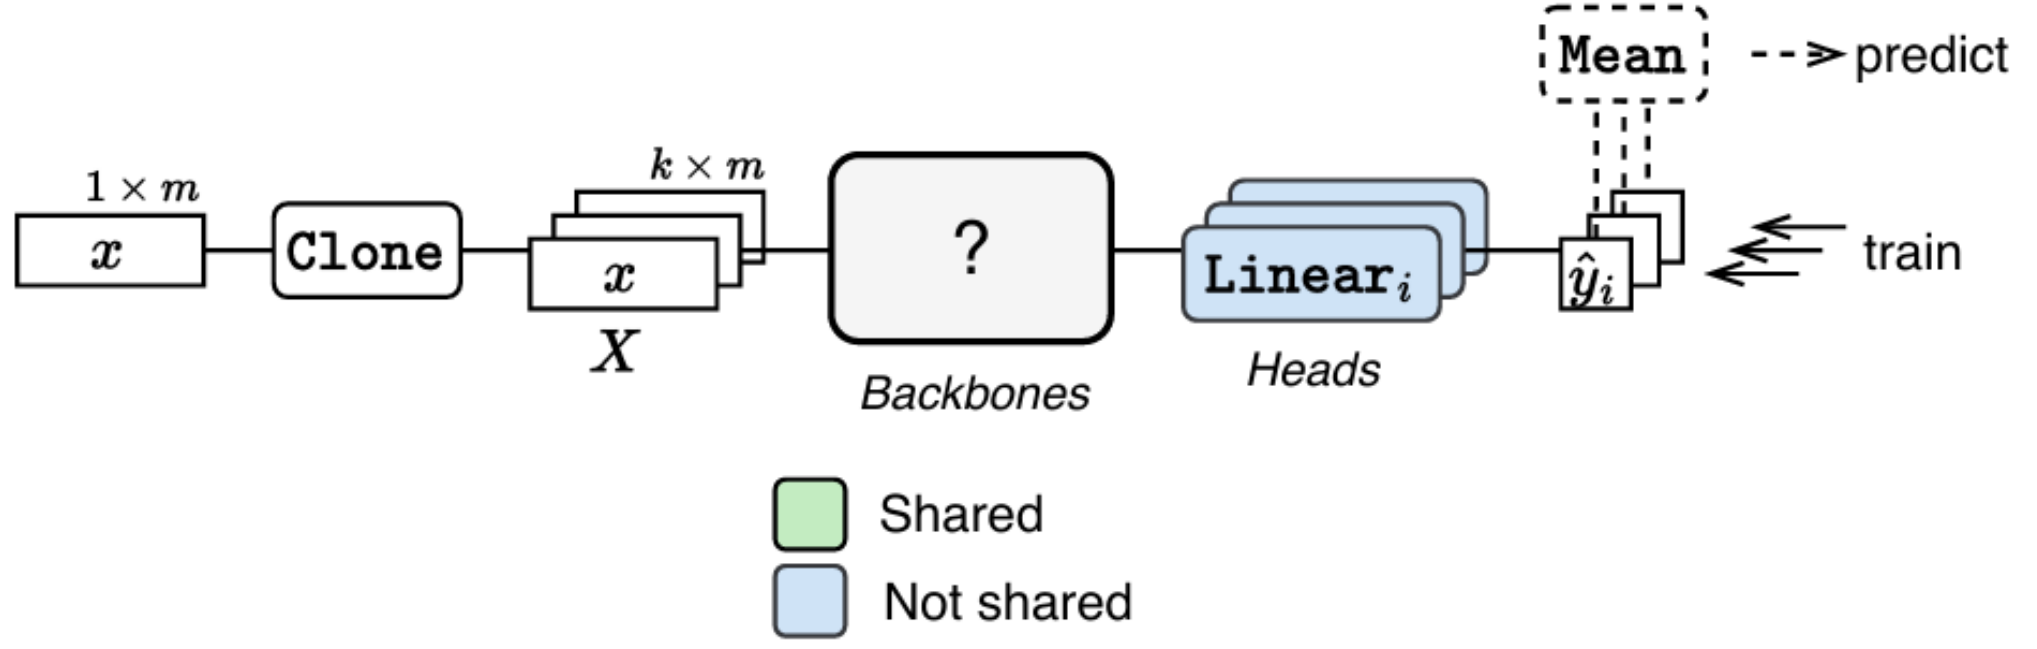 Mean
predict
1 × m
x
Clone
k × m
x
X
?
Backbones
Linear_i
Heads
ŷ_i
train
Shared
Not shared